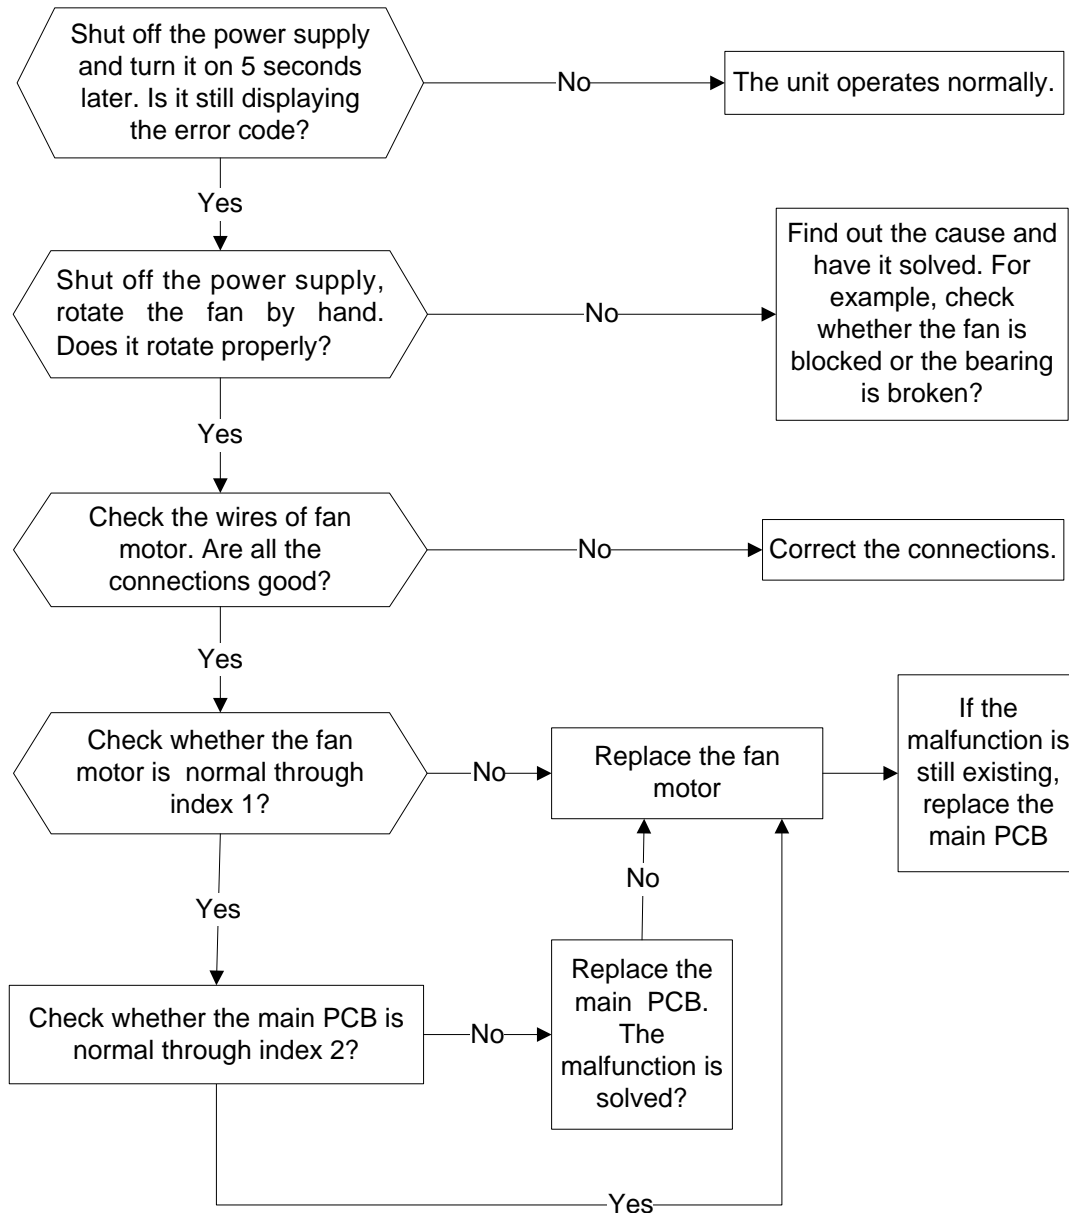 Shut off the power supply
and turn it on 5 seconds
later. Is it still displaying
the error code?
No
The unit operates normally.
Yes
Shut off the power supply,
rotate the fan by hand.
Does it rotate properly?
No
Find out the cause and
have it solved. For
example, check
whether the fan is
blocked or the bearing
is broken?
Yes
Check the wires of fan
motor. Are all the
connections good?
No
Correct the connections.
Yes
Check whether the fan
motor is normal through
index 1?
No
Replace the fan
motor
If the
malfunction is
still existing,
replace the
main PCB
Yes
No
Check whether the main PCB is
normal through index 2?
No
Replace the
main PCB.
The
malfunction is
solved?
Yes